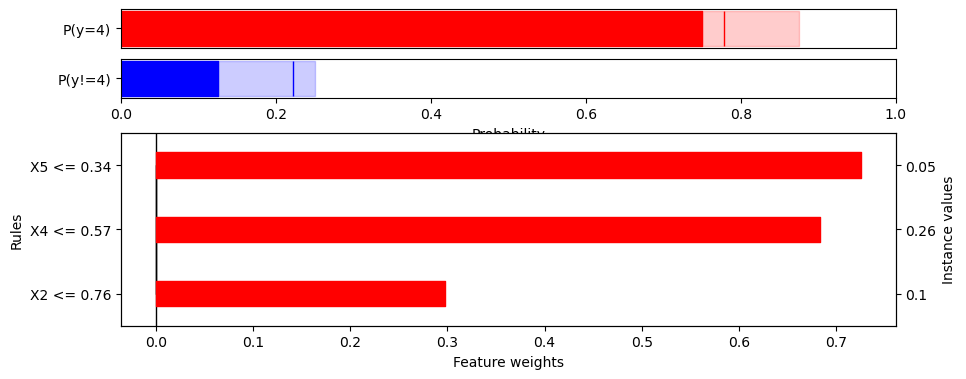 P(y=4)
P(y!=4)
0.0 0.2 0.4 0.6 0.8 1.0
Probability
X5 <= 0.34 0.05
X4 <= 0.57 0.26
X2 <= 0.76 0.1
Rules
Instance values
0.0 0.1 0.2 0.3 0.4 0.5 0.6 0.7
Feature weights